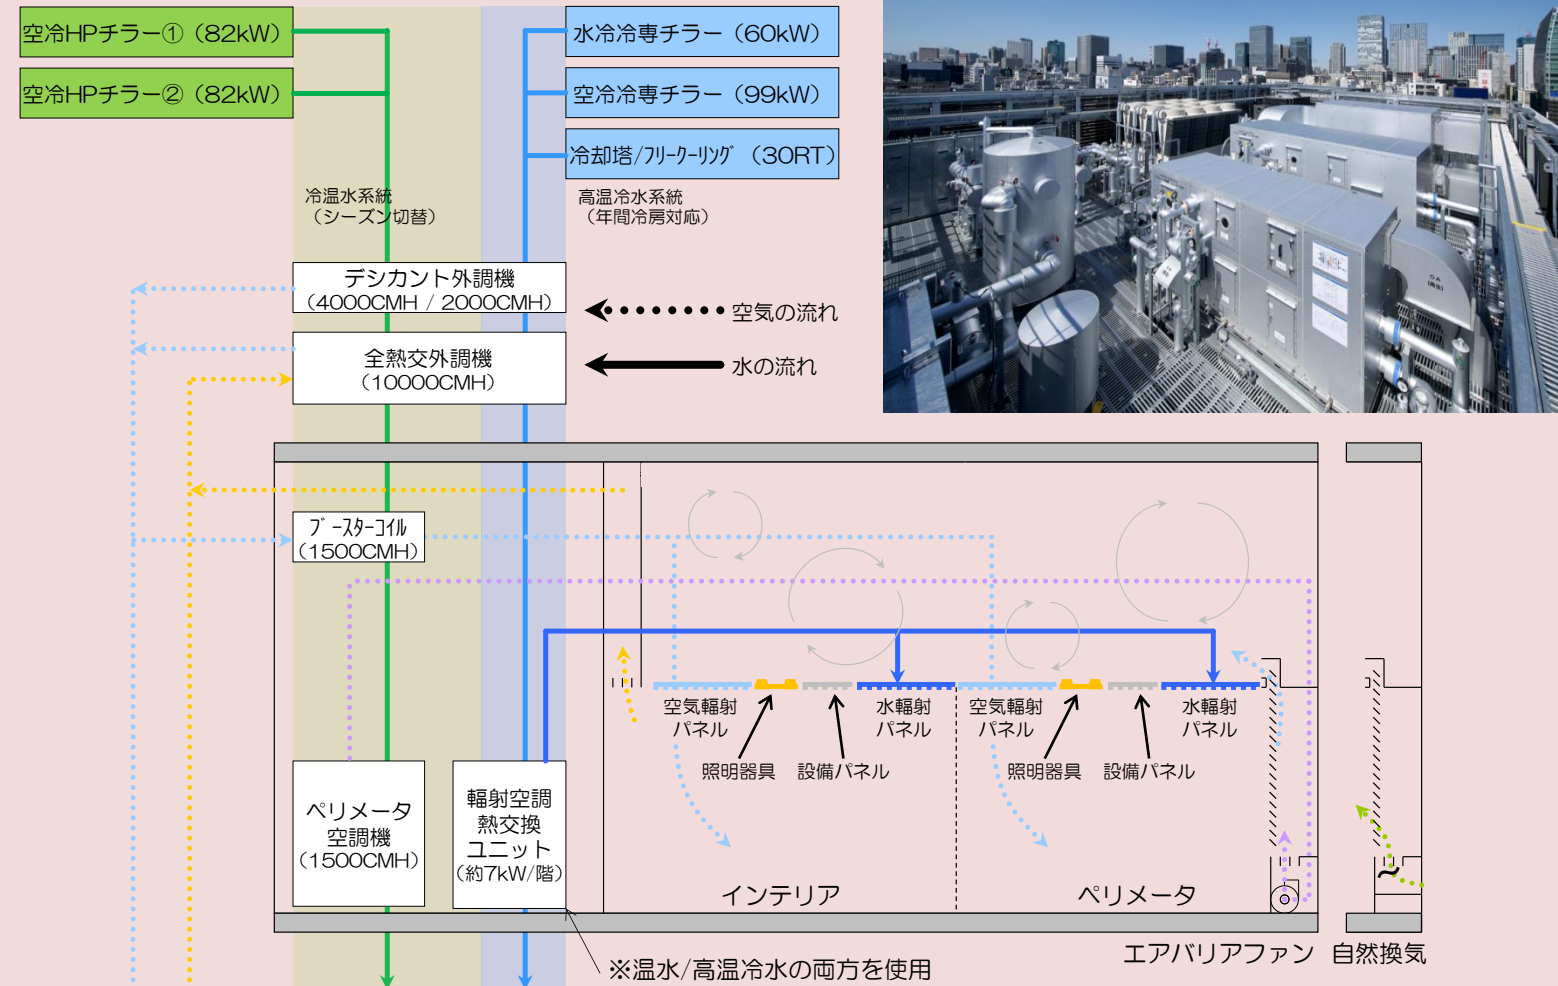 空冷HPチラー①（82kW）
空冷HPチラー②（82kW）
水冷冷専チラー（60kW）
空冷冷専チラー（99kW）
冷却塔/ﾌﾘｰｸｰﾘﾝｸﾞ（30RT）
冷温水系統
（シーズン切替）
高温冷水系統
（年間冷房対応）
デシカント外調機
（4000CMH / 2000CMH）
全熱交外調機
（10000CMH）
空気の流れ
水の流れ
ﾌﾞｰｽﾀｰｺｲﾙ
（1500CMH）
空気輻射
パネル
水輻射
パネル
空気輻射
パネル
水輻射
パネル
照明器具
設備パネル
照明器具
設備パネル
ペリメータ
空調機
（1500CMH）
輻射空調
熱交換
ユニット
（約7kW/階）
インテリア
ペリメータ
エアバリアファン
自然換気
※温水/高温冷水の両方を使用